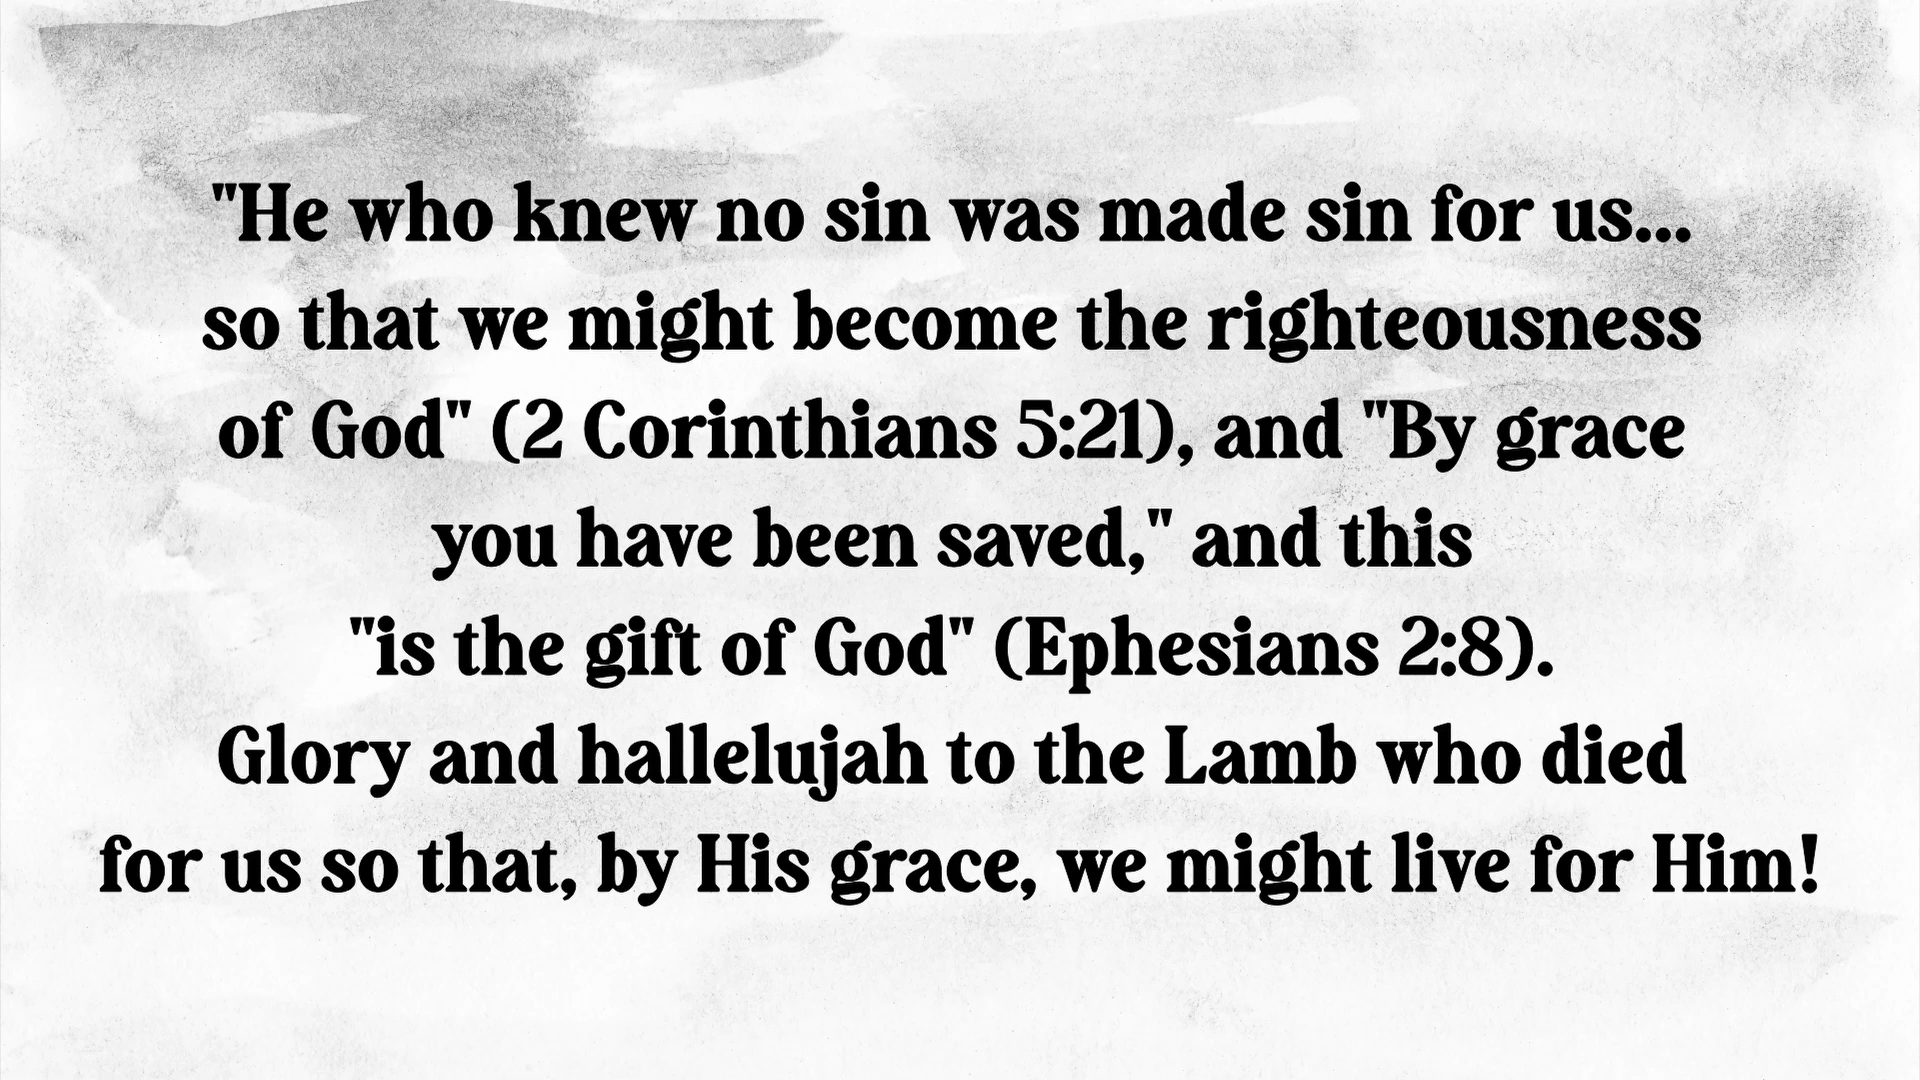 "He who knew no sin was made sin for us...
so that we might become the righteousness
of God" (2 Corinthians 5:21), and "By grace
you have been saved," and this
"is the gift of God" (Ephesians 2:8).
Glory and hallelujah to the Lamb who died
for us so that, by His grace, we might live for Him!